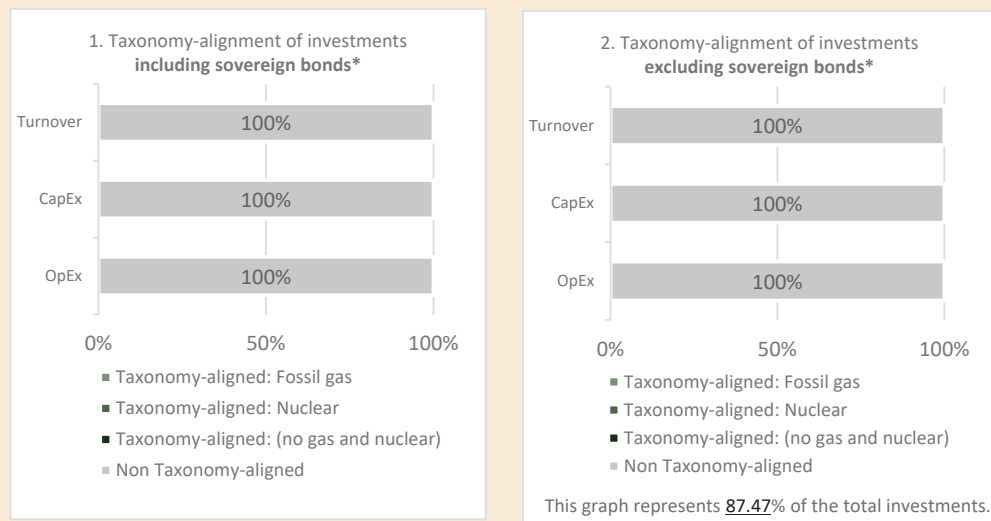 1. Taxonomy-alignment of investments
including sovereign bonds*
Turnover
100%
CapEx
100%
OpEx
100%
0%
50%
100%
Taxonomy-aligned: Fossil gas
Taxonomy-aligned: Nuclear
Taxonomy-aligned: (no gas and nuclear)
Non Taxonomy-aligned
2. Taxonomy-alignment of investments
excluding sovereign bonds*
Turnover
100%
CapEx
100%
OpEx
100%
0%
50%
100%
Taxonomy-aligned: Fossil gas
Taxonomy-aligned: Nuclear
Taxonomy-aligned: (no gas and nuclear)
Non Taxonomy-aligned
This graph represents 87.47% of the total investments.